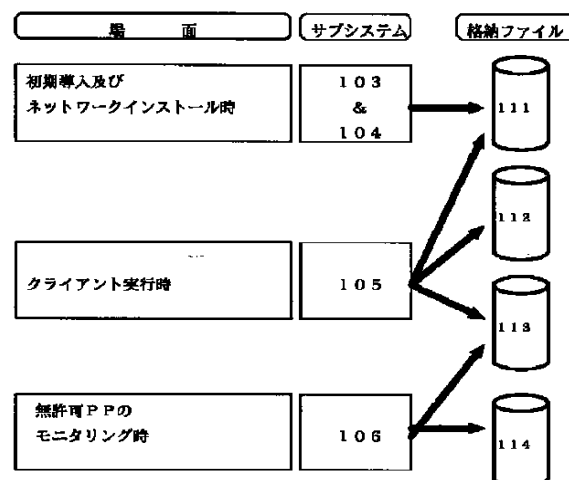 場　　面
サブシステム
格納ファイル
初期導入及び
ネットワークインストール時
１０３
＆
１０４
111
112
クライアント実行時
１０５
113
無許可ＰＰの
モニタリング時
１０６
114